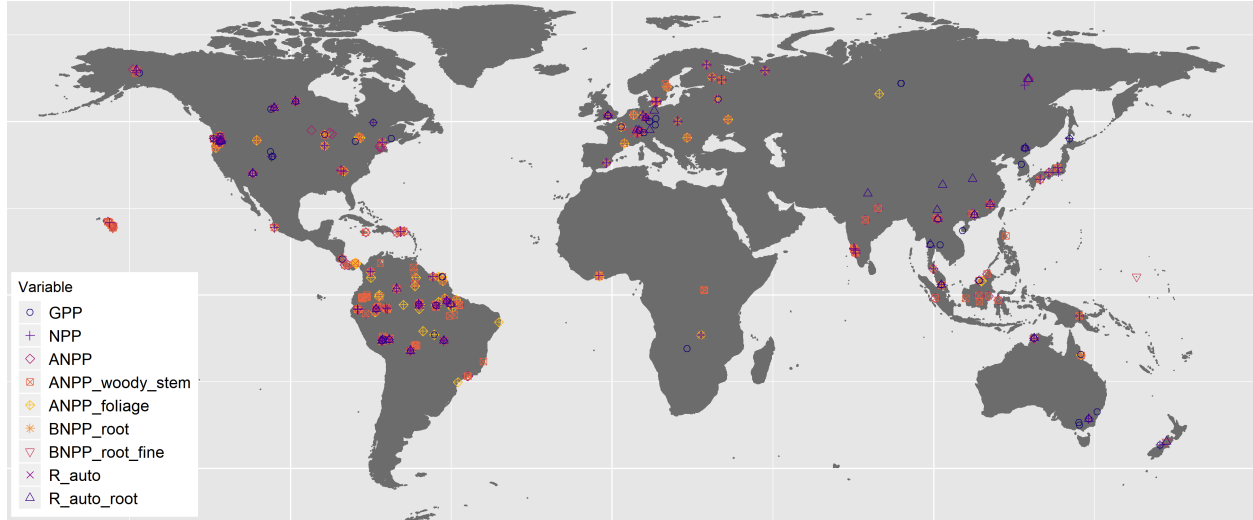 Variable
GPP
NPP
ANPP
ANPP_woody_stem
ANPP_foliage
BNPP_root
BNPP_root_fine
R_auto
R_auto_root